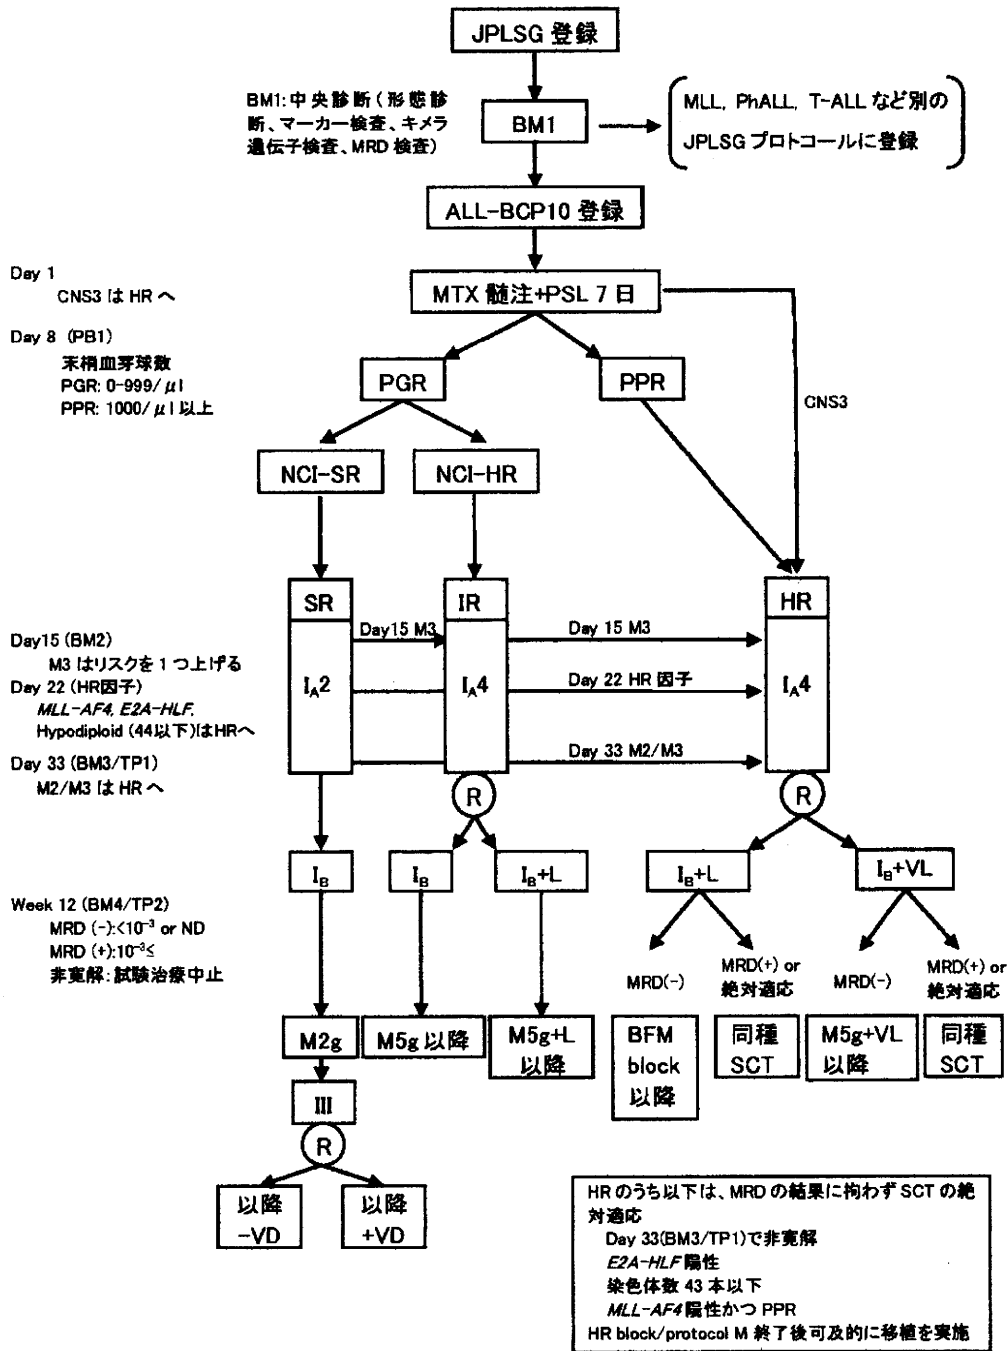 JPLSG 登録
BM1:中央診断(形態診
断、マーカー検査、キメラ
遺伝子検査、MRD 検査)
BM1
MLL, PhALL, T-ALL など別の
JPLSG プロトコールに登録
ALL-BCP10 登録
Day 1
CNS3 は HR へ
MTX 髄注+PSL 7 日
Day 8 (PB1)
末梢血芽球数
PGR: 0-999/μl
PPR: 1000/μl以上
PGR
PPR
CNS3
NCI-SR
NCI-HR
SR
IR
HR
Day15 (BM2)
M3 はリスクを 1 つ上げる
Day 22 (HR因子)
MLL-AF4, E2A-HLF,
Hypodiploid (44以下)はHRへ
Day 33 (BM3/TP1)
M2/M3 は HR へ
Day15 M3
Day 15 M3
IA2
IA4
Day 22 HR 因子
IA4
Day 33 M2/M3
R
R
IB
IB
IB+L
IB+L
IB+VL
Week 12 (BM4/TP2)
MRD (-):<10⁻³ or ND
MRD (+):10⁻³≤
非寛解:試験治療中止
MRD(-)
MRD(+) or
絶対適応
MRD(-)
MRD(+) or
絶対適応
M2g
M5g 以降
M5g+L
以降
BFM
block
以降
同種
SCT
M5g+VL
以降
同種
SCT
III
R
以降
-VD
以降
+VD
HR のうち以下は、MRD の結果に拘わず SCT の絶
対適応
Day 33(BM3/TP1)で非寛解
E2A-HLF 陽性
染色体数 43 本以下
MLL-AF4 陽性かつ PPR
HR block/protocol M 終了後可及的に移植を実施